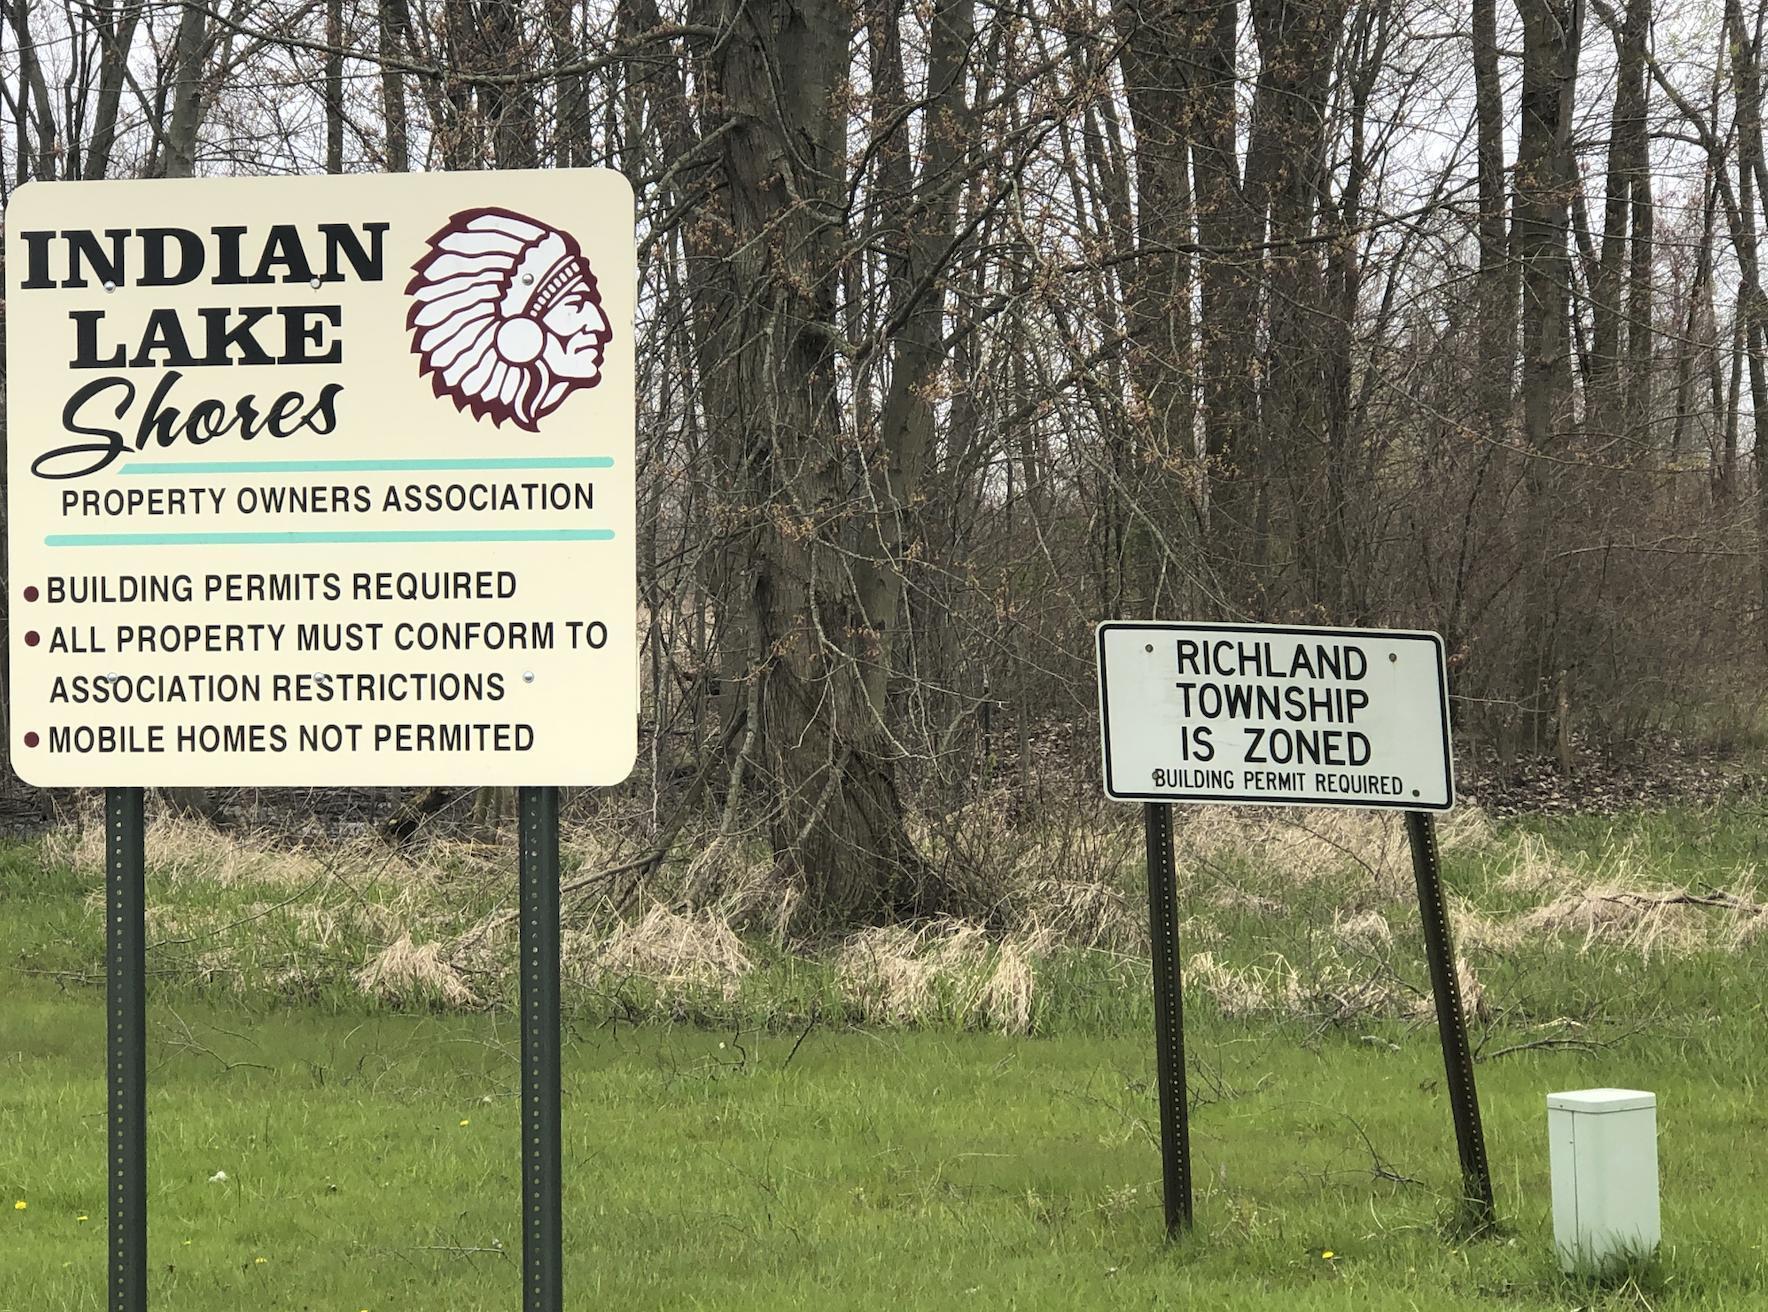 INDIAN
LAKE
Shores
PROPERTY OWNERS ASSOCIATION
• BUILDING PERMITS REQUIRED
• ALL PROPERTY MUST CONFORM TO
ASSOCIATION RESTRICTIONS
• MOBILE HOMES NOT PERMITED
RICHLAND
TOWNSHIP
IS ZONED
BUILDING PERMIT REQUIRED